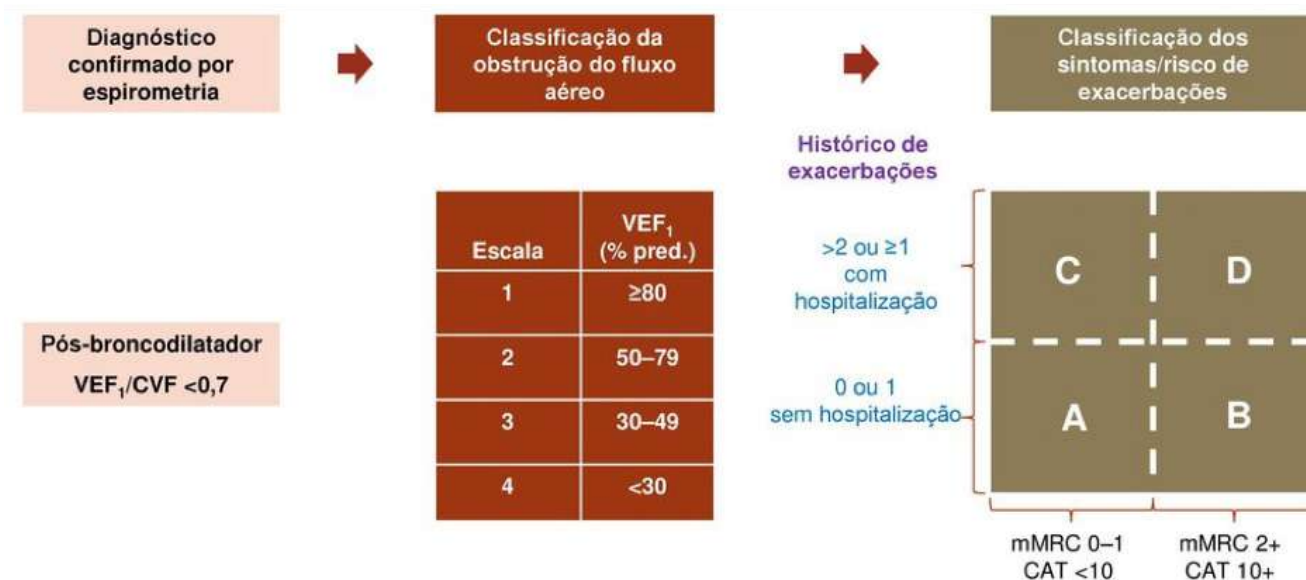 Diagnóstico
confirmado por
espirometria
Classificação da
obstrução do fluxo
aéreo
Classificação dos
sintomas/risco de
exacerbações
Histórico de
exacerbações
Pós-broncodilatador
VEF₁/CVF <0,7
Escala
VEF₁
(% pred.)
1
≥80
2
50–79
3
30–49
4
<30
>2 ou ≥1
com
hospitalização
0 ou 1
sem hospitalização
C
D
A
B
mMRC 0–1
CAT <10
mMRC 2+
CAT 10+